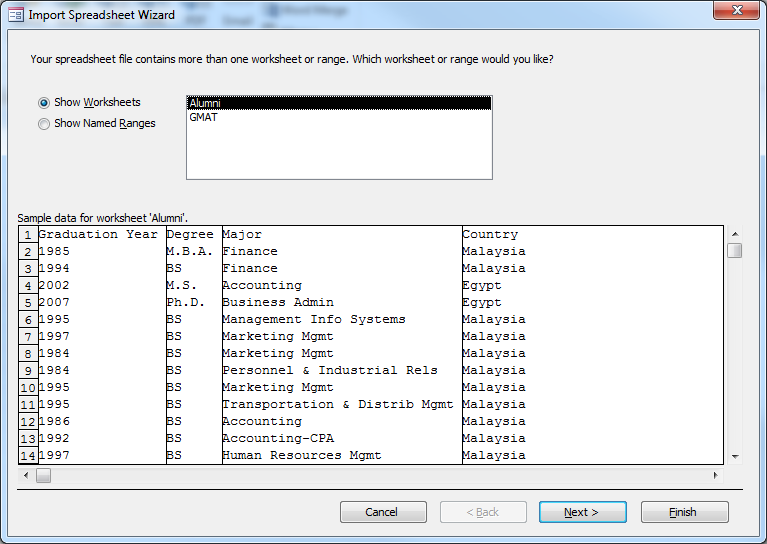 Import Spreadsheet Wizard
Your spreadsheet file contains more than one worksheet or range. Which worksheet or range would you like?
Show Worksheets
Show Named Ranges
Alumni
GMAT
Sample data for worksheet 'Alumni'.
1 Graduation Year Degree Major Country
2 1985 M.B.A. Finance Malaysia
3 1994 BS Finance Malaysia
4 2002 M.S. Accounting Egypt
5 2007 Ph.D. Business Admin Egypt
6 1995 BS Management Info Systems Malaysia
7 1997 BS Marketing Mgmt Malaysia
8 1984 BS Marketing Mgmt Malaysia
9 1984 BS Personnel & Industrial Rels Malaysia
10 1995 BS Marketing Mgmt Malaysia
11 1995 BS Transportation & Distrib Mgmt Malaysia
12 1986 BS Accounting Malaysia
13 1992 BS Accounting-CPA Malaysia
14 1997 BS Human Resources Mgmt Malaysia
Cancel < Back Next > Finish